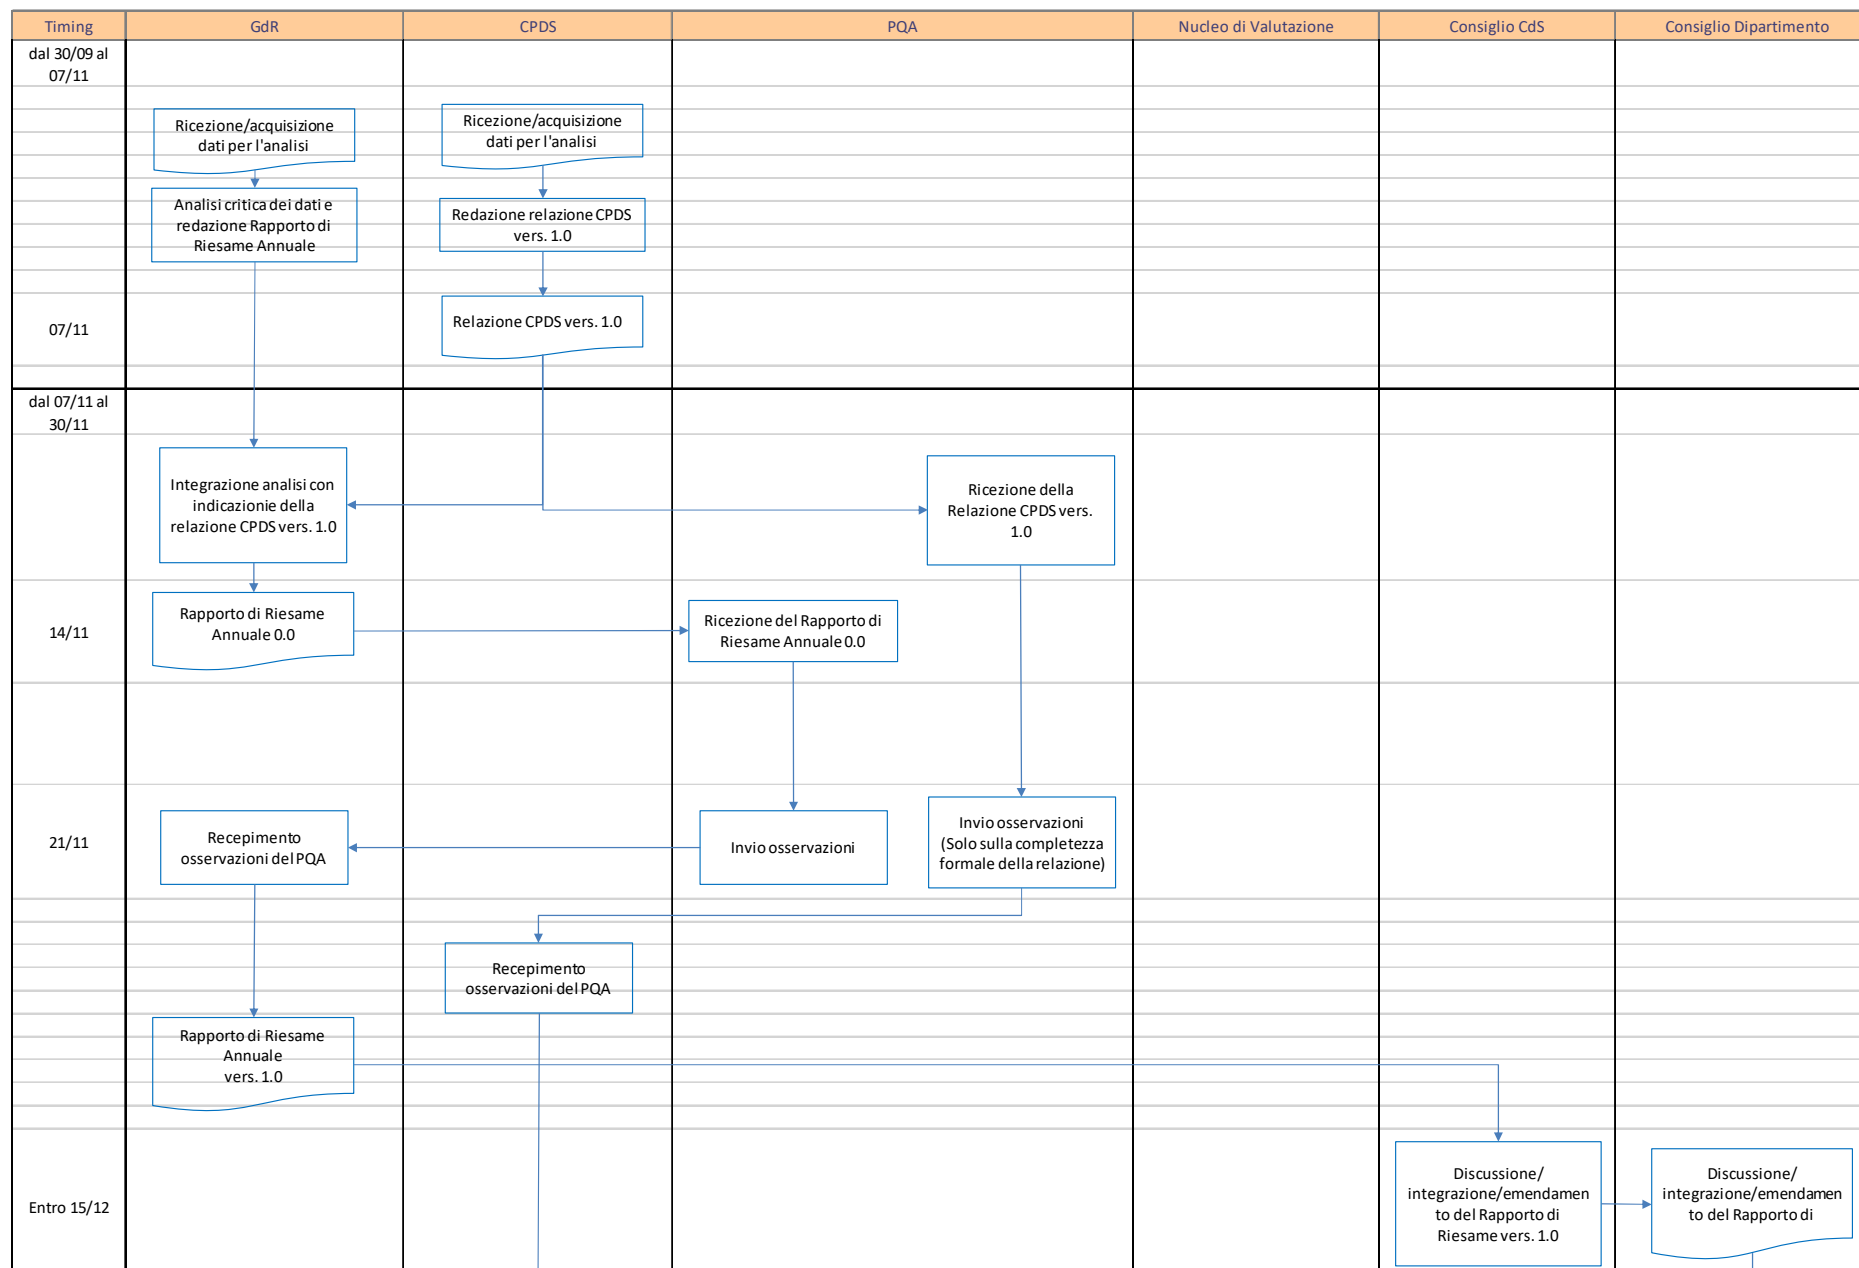 Timing GdR CPDS PQA Nucleo di Valutazione Consiglio CdS Consiglio Dipartimento
dal 30/09 al
07/11
Ricezione/acquisizione
dati per l'analisi
Ricezione/acquisizione
dati per l'analisi
Analisi critica dei dati e
redazione Rapporto di
Riesame Annuale
Redazione relazione CPDS
vers. 1.0
07/11
Relazione CPDS vers. 1.0
dal 07/11 al
30/11
Integrazione analisi con
indicazionie della
relazione CPDS vers. 1.0
Ricezione della
Relazione CPDS vers.
1.0
14/11
Rapporto di Riesame
Annuale 0.0
Ricezione del Rapporto di
Riesame Annuale 0.0
21/11
Recepimento
osservazioni del PQA
Invio osservazioni
Invio osservazioni
(Solo sulla completezza
formale della relazione)
Recepimento
osservazioni del PQA
Rapporto di Riesame
Annuale
vers. 1.0
Entro 15/12
Discussione/
integrazione/emendamen
to del Rapporto di
Riesame vers. 1.0
Discussione/
integrazione/emendamen
to del Rapporto di